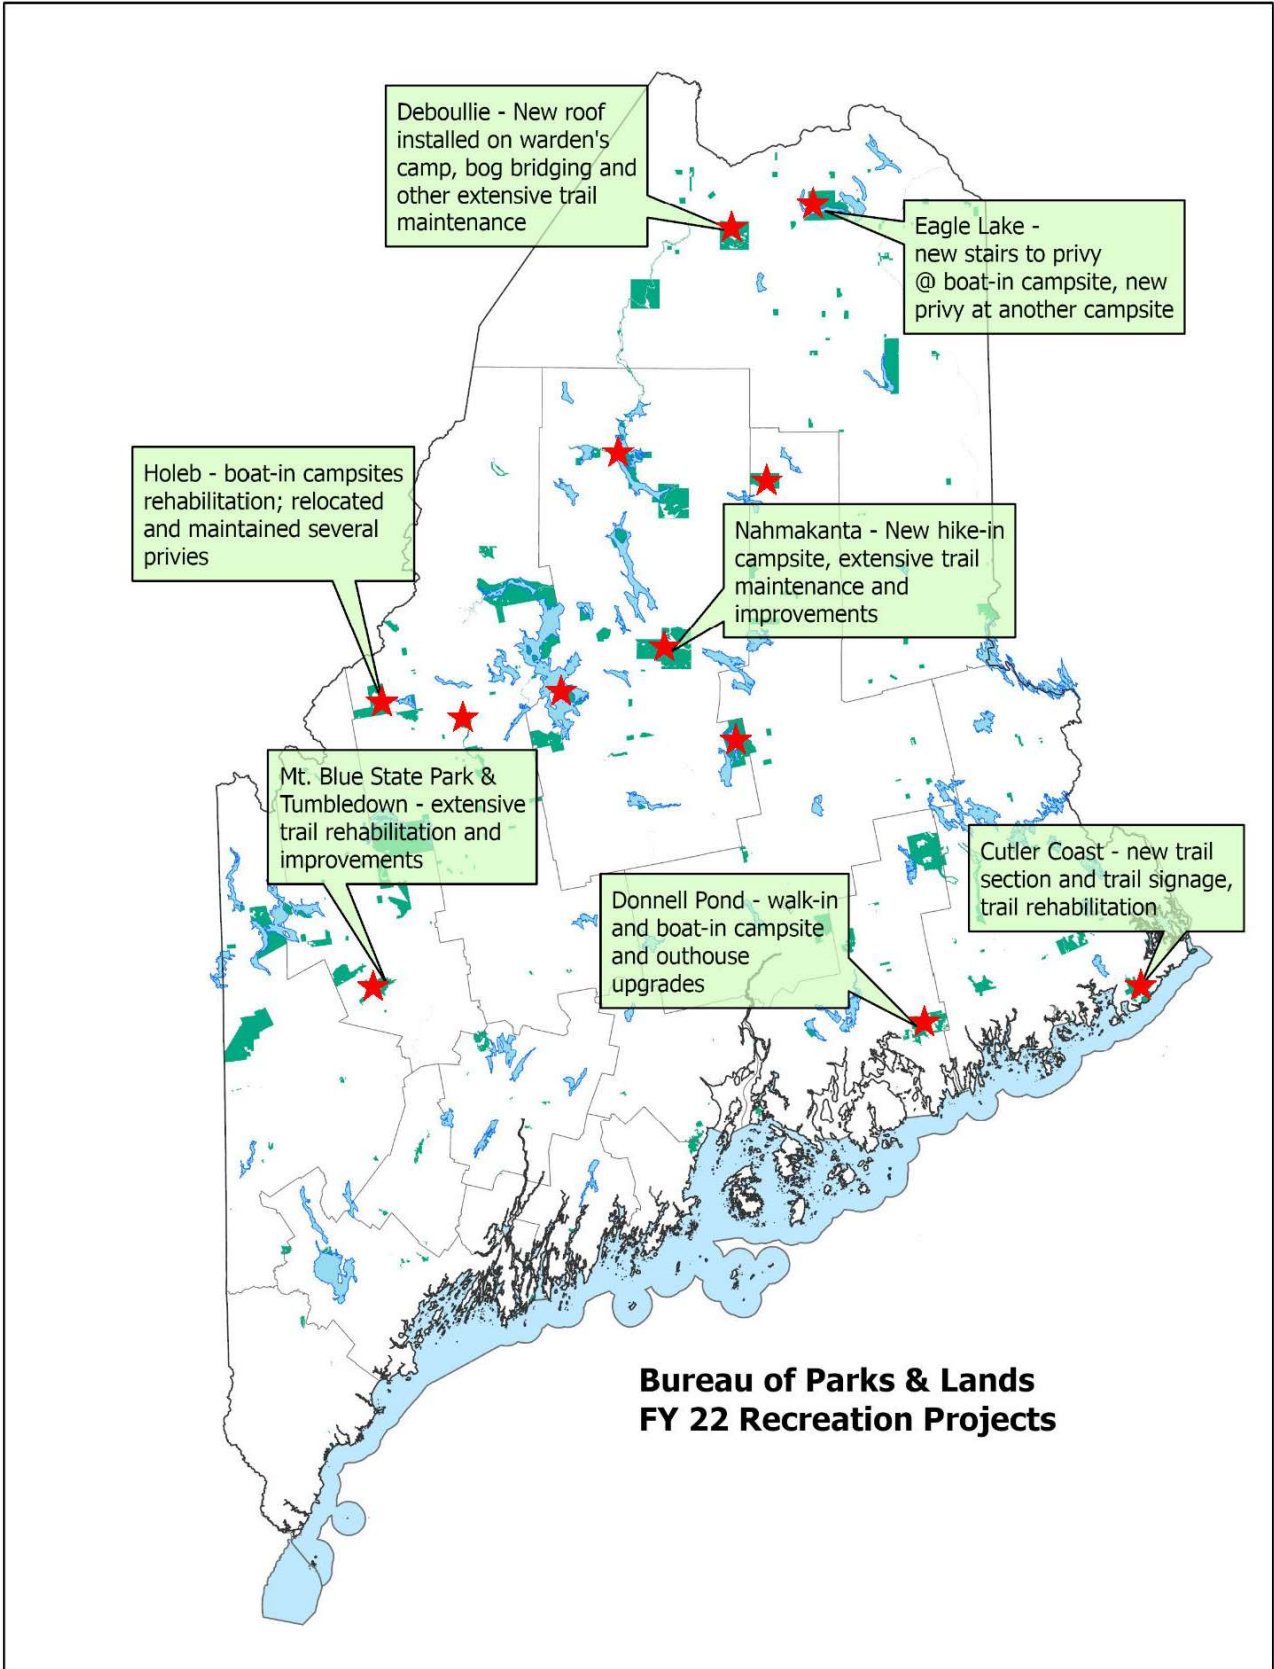 Deboullie - New roof
installed on warden's
camp, bog bridging and
other extensive trail
maintenance
Eagle Lake -
new stairs to privy
@ boat-in campsite, new
privy at another campsite
Holeb - boat-in campsites
rehabilitation; relocated
and maintained several
privies
Nahmakanta - New hike-in
campsite, extensive trail
maintenance and
improvements
Mt. Blue State Park &
Tumbledown - extensive
trail rehabilitation and
improvements
Cutler Coast - new trail
section and trail signage,
trail rehabilitation
Donnell Pond - walk-in
and boat-in campsite
and outhouse
upgrades
Bureau of Parks & Lands
FY 22 Recreation Projects